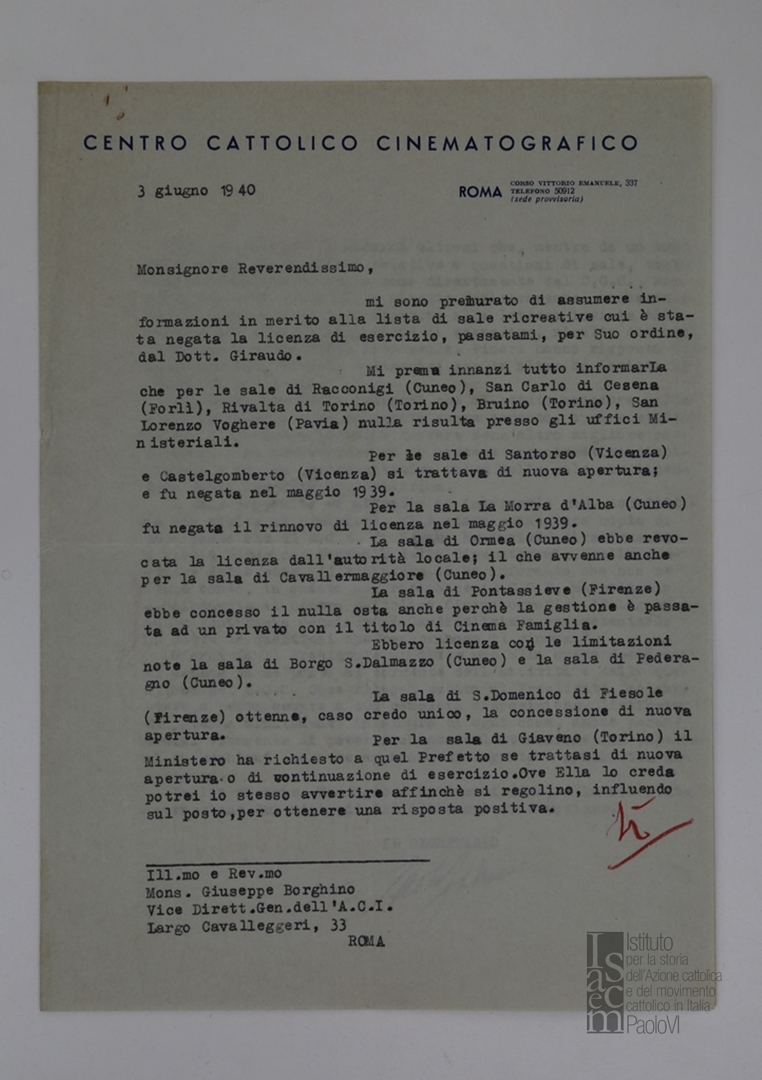 CENTRO CATTOLICO CINEMATOGRAFICO
3 giugno 1940
ROMA
CORSO VITTORIO EMANUELE, 337
TELEFONO 50912
(sede provvisoria)
Monsignore Reverendissimo,
mi sono premurato di assumere in-
formazioni in merito alla lista di sale ricreative cui è sta-
ta negata la licenza di esercizio, passatami, per Suo ordine,
dal Dott. Giraudo.
Mi preme innanzi tutto informarLa
che per le sale di Racconigi (Cuneo), San Carlo di Cesena
(Forlì), Rivalta di Torino (Torino), Bruino (Torino), San
Lorenzo Voghere (Pavia) nulla risulta presso gli uffici Mi-
nisteriali.
Per le sale di Santorso (Vicenza)
e Castelgomberto (Vicenza) si trattava di nuova apertura;
e fu negata nel maggio 1939.
Per la sala La Morra d'Alba (Cuneo)
fu negata il rinnovo di licenza nel maggio 1939.
La sala di Ormea (Cuneo) ebbe revo-
cata la licenza dall'autorità locale; il che avvenne anche
per la sala di Cavallermaggiore (Cuneo).
La sala di Pontassieve (Firenze)
ebbe concesso il nulla osta anche perchè la gestione è passa-
ta ad un privato con il titolo di Cinema Famiglia.
Ebbero licenza con le limitazioni
note la sala di Borgo S.Dalmazzo (Cuneo) e la sala di Federa-
gno (Cuneo).
La sala di S.Domenico di Fiesole
(Firenze) ottenne, caso credo unico, la concessione di nuova
apertura.
Per la sala di Giaveno (Torino) il
Ministero ha richiesto a quel Prefetto se trattasi di nuova
apertura o di continuazione di esercizio.Ove Ella lo creda
potrei io stesso avvertire affinchè si regolino, influendo
sul posto,per ottenere una risposta positiva.
Ill.mo e Rev.mo
Mons. Giuseppe Borghino
Vice Dirett.Gen.dell'A.C.I.
Largo Cavalleggeri, 33
ROMA
Isacem
Istituto
per la storia
dell'Azione cattolica
e del movimento
cattolico in Italia
PaoloVI